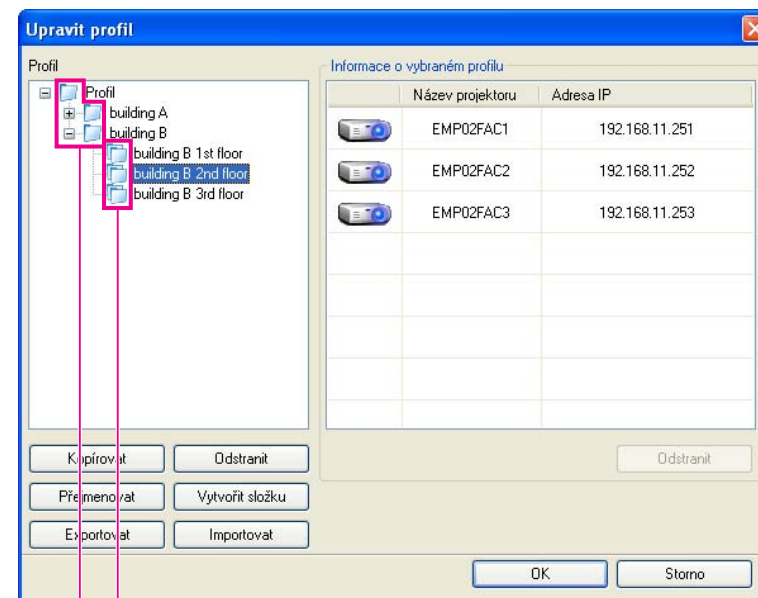 Upravit profil
Profil
Profil
building A
building B
building B 1st floor
building B 2nd floor
building B 3rd floor
Kopírovat
Odstranit
Přejmenovat
Vytvořit složku
Exportovat
Importovat
Informace o vybraném profilu
Název projektoru Adresa IP
EMP02FAC1 192.168.11.251
EMP02FAC2 192.168.11.252
EMP02FAC3 192.168.11.253
Odstranit
OK
Storno